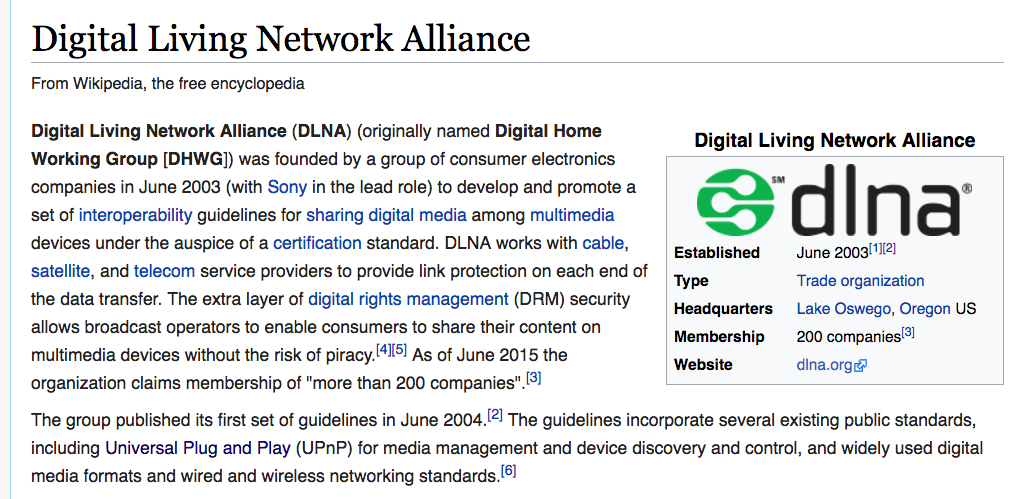 Digital Living Network Alliance
From Wikipedia, the free encyclopedia
Digital Living Network Alliance (DLNA) (originally named Digital Home
Working Group [DHWG]) was founded by a group of consumer electronics
companies in June 2003 (with Sony in the lead role) to develop and promote a
set of interoperability guidelines for sharing digital media among multimedia
devices under the auspice of a certification standard. DLNA works with cable,
satellite, and telecom service providers to provide link protection on each end of
the data transfer. The extra layer of digital rights management (DRM) security
allows broadcast operators to enable consumers to share their content on
multimedia devices without the risk of piracy.[4][5] As of June 2015 the
organization claims membership of "more than 200 companies".[3]
Digital Living Network Alliance
SM dlna®
Established June 2003[1][2]
Type Trade organization
Headquarters Lake Oswego, Oregon US
Membership 200 companies[3]
Website dlna.org
The group published its first set of guidelines in June 2004.[2] The guidelines incorporate several existing public standards,
including Universal Plug and Play (UPnP) for media management and device discovery and control, and widely used digital
media formats and wired and wireless networking standards.[6]